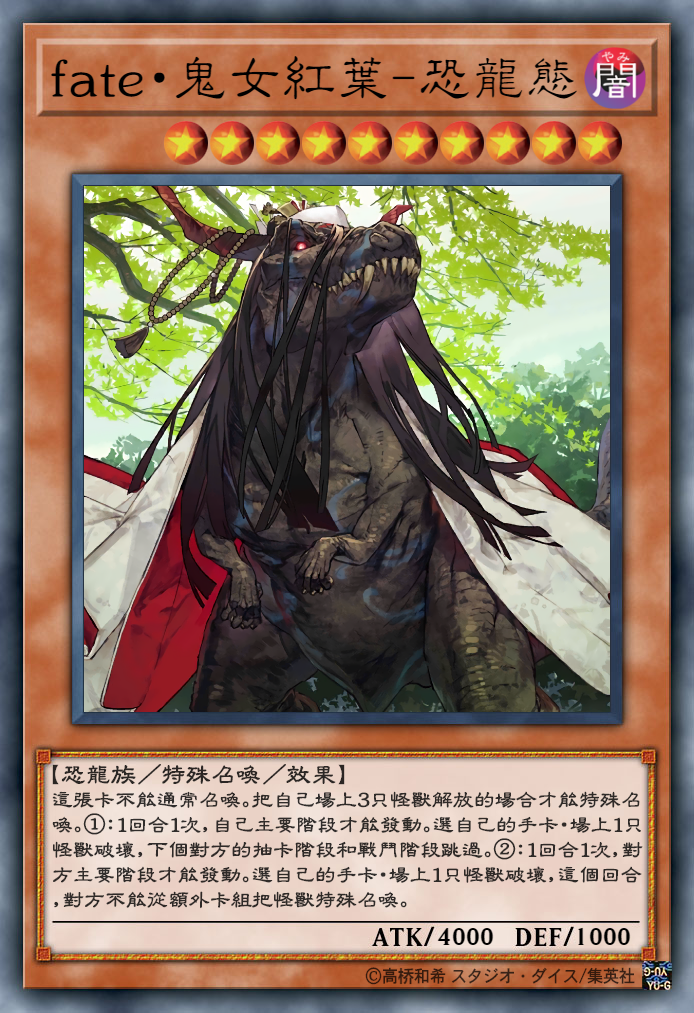 fate·鬼女紅葉-恐龍態
やみ
闇
【恐龍族／特殊召喚／效果】
這張卡不能通常召喚。把自己場上3只怪獸解放的場合才能特殊召
喚。①:1回合1次,自己主要階段才能發動。選自己的手卡·場上1只
怪獸破壞,下個對方的抽卡階段和戰鬥階段跳過。②:1回合1次,對
方主要階段才能發動。選自己的手卡·場上1只怪獸破壞,這個回合
,對方不能從額外卡組把怪獸特殊召喚。
ATK/4000 DEF/1000
©高桥和希 スタジオ・ダイス/集英社
YU-G
YU-G